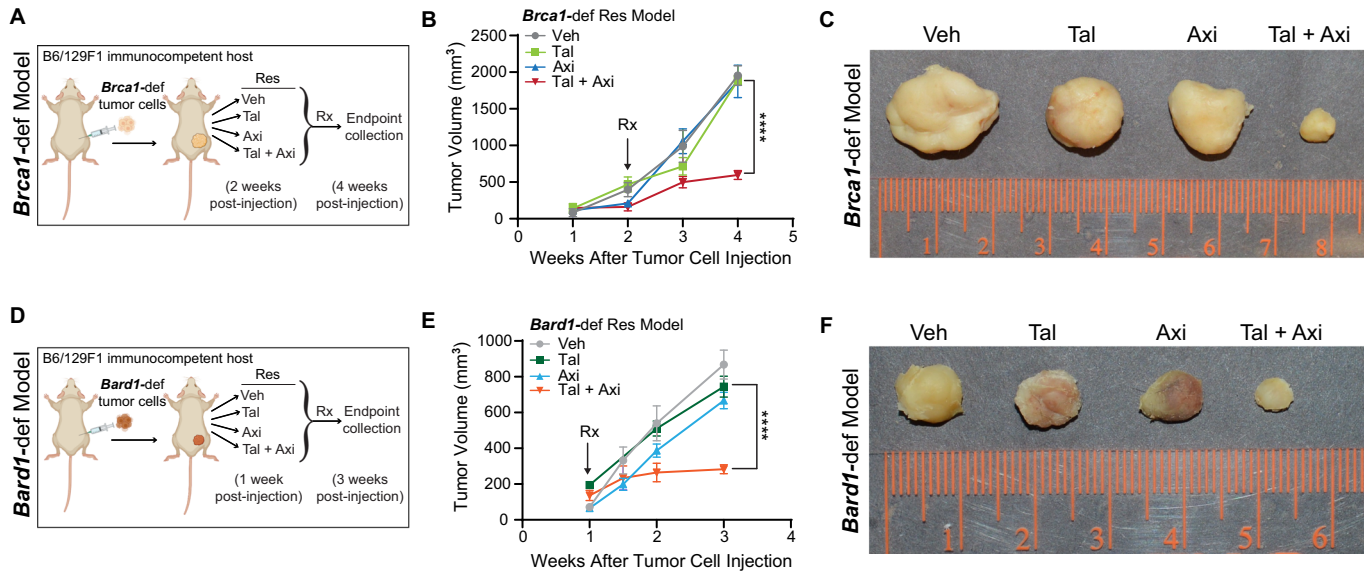 A
Brca1-def Model
B6/129F1 immunocompetent host
Brca1-def
tumor cells
Res
Veh
Tal
Axi
Tal + Axi
Rx
Endpoint
collection
(2 weeks
post-injection)
(4 weeks
post-injection)
B
Brca1-def Res Model
Veh
Tal
Axi
Tal + Axi
Tumor Volume (mm³)
2500
2000
1500
1000
500
0
Rx
****
0 1 2 3 4 5
Weeks After Tumor Cell Injection
C
Brca1-def Model
Veh Tal Axi Tal + Axi
1 2 3 4 5 6 7 8
D
Bard1-def Model
B6/129F1 immunocompetent host
Bard1-def
tumor cells
Res
Veh
Tal
Axi
Tal + Axi
Rx
Endpoint
collection
(1 week
post-injection)
(3 weeks
post-injection)
E
Bard1-def Res Model
Veh
Tal
Axi
Tal + Axi
Tumor Volume (mm³)
1000
800
600
400
200
0
Rx
****
0 1 2 3 4
Weeks After Tumor Cell Injection
F
Bard1-def Model
Veh Tal Axi Tal + Axi
1 2 3 4 5 6